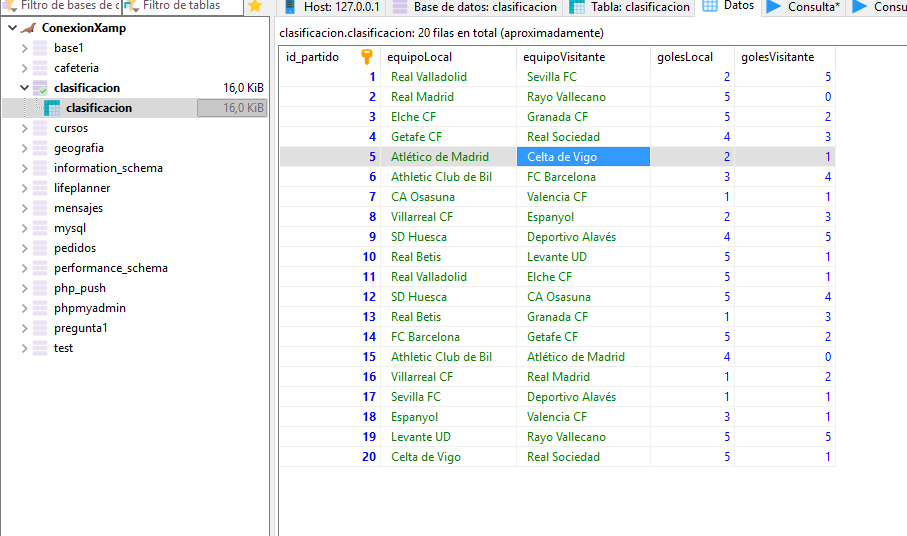 Filtro de bases de d Filtro de tablas
Host: 127.0.0.1 Base de datos: clasificacion Tabla: clasificacion Datos Consulta* Consu
ConexionXamp
base1
cafeteria
clasificacion 16,0 KiB
clasificacion 16,0 KiB
cursos
geografia
information_schema
lifeplanner
mensajes
mysql
pedidos
performance_schema
php_push
phpmyadmin
pregunta1
test
clasificacion.clasificacion: 20 filas en total (aproximadamente)
id_partido equipoLocal equipoVisitante golesLocal golesVisitante
1 Real Valladolid Sevilla FC 2 5
2 Real Madrid Rayo Vallecano 5 0
3 Elche CF Granada CF 5 2
4 Getafe CF Real Sociedad 4 3
5 Atlético de Madrid Celta de Vigo 2 1
6 Athletic Club de Bil FC Barcelona 3 4
7 CA Osasuna Valencia CF 1 1
8 Villarreal CF Espanyol 2 3
9 SD Huesca Deportivo Alavés 4 5
10 Real Betis Levante UD 5 1
11 Real Valladolid Elche CF 5 1
12 SD Huesca CA Osasuna 5 4
13 Real Betis Granada CF 1 3
14 FC Barcelona Getafe CF 5 2
15 Athletic Club de Bil Atlético de Madrid 4 0
16 Villarreal CF Real Madrid 1 2
17 Sevilla FC Deportivo Alavés 1 1
18 Espanyol Valencia CF 3 1
19 Levante UD Rayo Vallecano 5 5
20 Celta de Vigo Real Sociedad 5 1